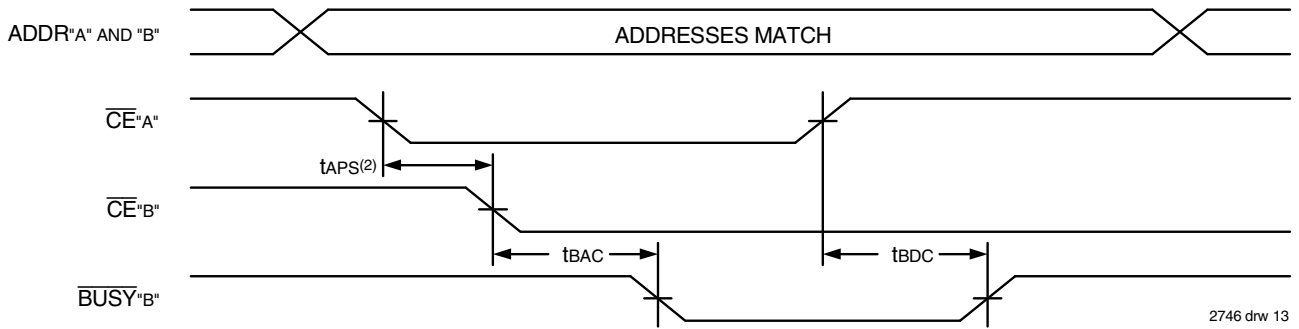 ADDR"A" AND "B"
ADDRESSES MATCH
CE"A"
tAPS(2)
CE"B"
tBAC
tBDC
BUSY"B"
2746 drw 13